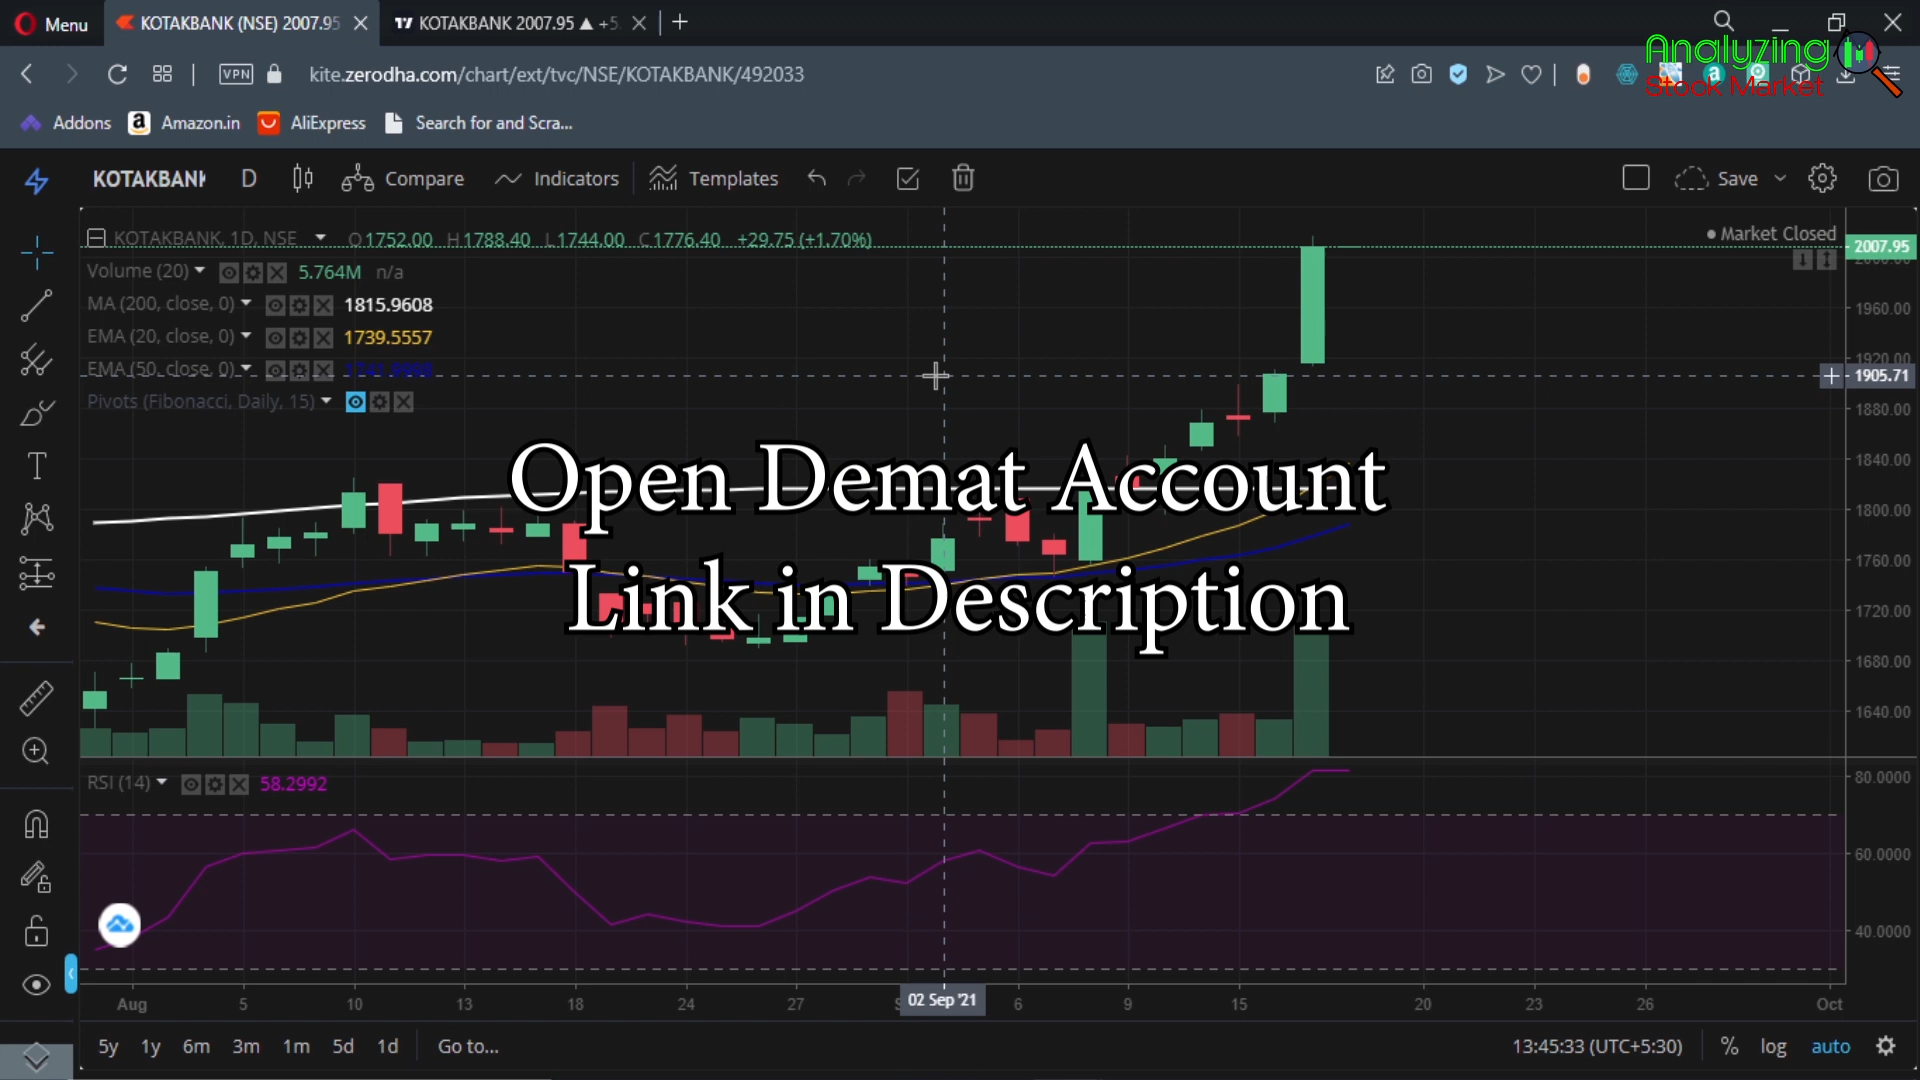 Menu
KOTAKBANK (NSE) 2007.95
KOTAKBANK 2007.95 ▲ +5.
Analyzing
Stock Market
VPN
kite.zerodha.com/chart/ext/tvc/NSE/KOTAKBANK/492033
Addons
Amazon.in
AliExpress
Search for and Scra...
KOTAKBANK
D
Compare
Indicators
Templates
Save
KOTAKBANK, 1D, NSE
O1752.00 H1788.40 L1744.00 C1776.40 +29.75 (+1.70%)
Market Closed
2007.95
Volume (20)
5.764M n/a
MA (200, close, 0)
1815.9608
EMA (20, close, 0)
1739.5557
EMA (50, close, 0)
Pivots (Fibonacci, Daily, 15)
2000.00
1960.00
1920.00
1905.71
1880.00
1840.00
1800.00
1760.00
1720.00
1680.00
1640.00
Open Demat Account
Link in Description
RSI (14)
58.2992
80.0000
60.0000
40.0000
Aug 5 10 13 18 24 27 02 Sep '21 6 9 15 20 23 26 Oct
5y 1y 6m 3m 1m 5d 1d Go to...
13:45:33 (UTC+5:30) % log auto